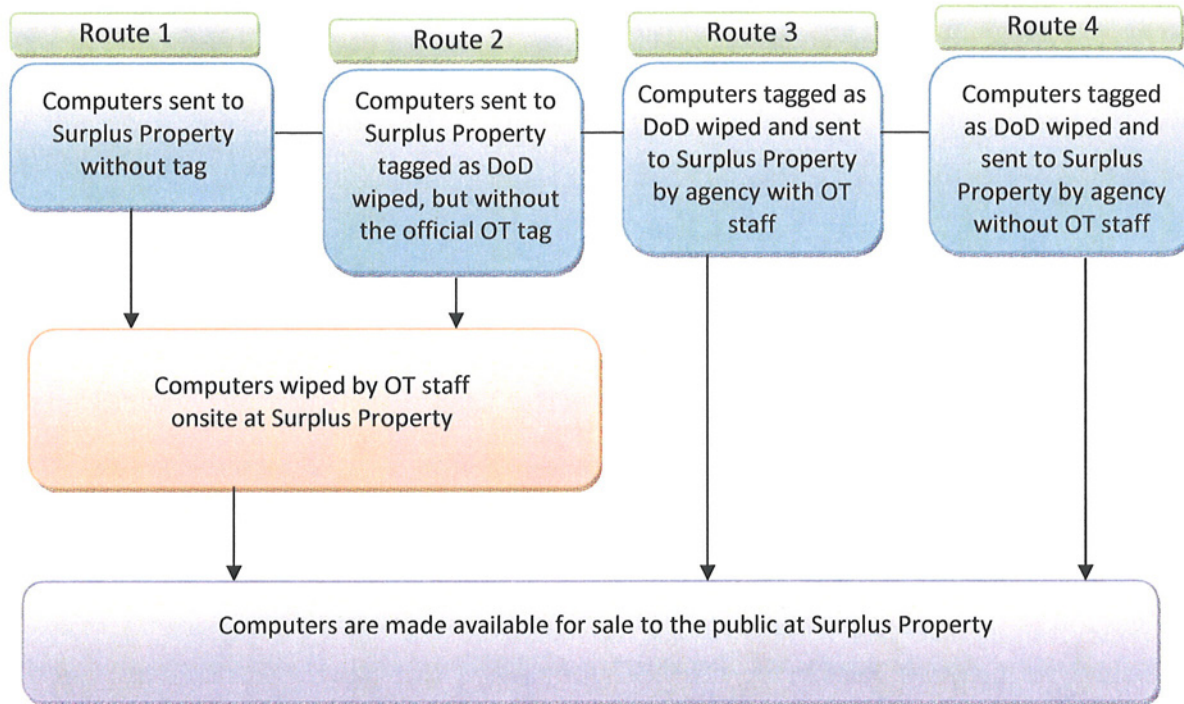 Route 1
Computers sent to
Surplus Property
without tag
Route 2
Computers sent to
Surplus Property
tagged as DoD
wiped, but without
the official OT tag
Route 3
Computers tagged as
DoD wiped and sent
to Surplus Property
by agency with OT
staff
Route 4
Computers tagged
as DoD wiped and
sent to Surplus
Property by agency
without OT staff
Computers wiped by OT staff
onsite at Surplus Property
Computers are made available for sale to the public at Surplus Property